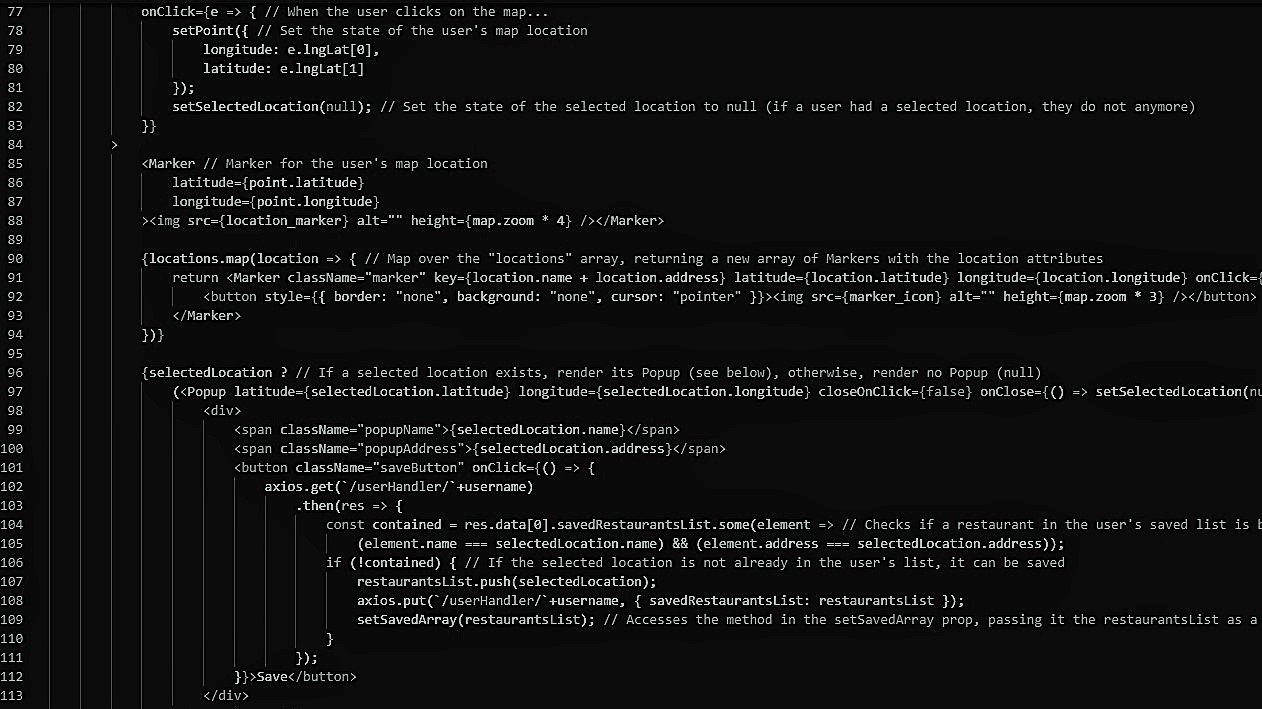 77 onClick={e => { // When the user clicks on the map...
78 setPoint({ // Set the state of the user's map location
79 longitude: e.lngLat[0],
80 latitude: e.lngLat[1]
81 });
82 setSelectedLocation(null); // Set the state of the selected location to null (if a user had a selected location, they do not anymore)
83 }}
84 >
85 <Marker // Marker for the user's map location
86 latitude={point.latitude}
87 longitude={point.longitude}
88 ><img src={location_marker} alt="" height={map.zoom * 4} /></Marker>
89
90 {locations.map(location => { // Map over the "locations" array, returning a new array of Markers with the location attributes
91 return <Marker className="marker" key={location.name + location.address} latitude={location.latitude} longitude={location.longitude} onClick={
92 <button style={{ border: "none", background: "none", cursor: "pointer" }}><img src={marker_icon} alt="" height={map.zoom * 3} /></button>
93 </Marker>
94 })}
95
96 {selectedLocation ? // If a selected location exists, render its Popup (see below), otherwise, render no Popup (null)
97 (<Popup latitude={selectedLocation.latitude} longitude={selectedLocation.longitude} closeOnClick={false} onClose={() => setSelectedLocation(nu
98 <div>
99 <span className="popupName">{selectedLocation.name}</span>
100 <span className="popupAddress">{selectedLocation.address}</span>
101 <button className="saveButton" onClick={() => {
102 axios.get(`/userHandler/`+username)
103 .then(res => {
104 const contained = res.data[0].savedRestaurantsList.some(element => // Checks if a restaurant in the user's saved list is b
105 (element.name === selectedLocation.name) && (element.address === selectedLocation.address));
106 if (!contained) { // If the selected location is not already in the user's list, it can be saved
107 restaurantsList.push(selectedLocation);
108 axios.put(`/userHandler/`+username, { savedRestaurantsList: restaurantsList });
109 setSavedArray(restaurantsList); // Accesses the method in the setSavedArray prop, passing it the restaurantsList as a
110 }
111 });
112 }}>Save</button>
113 </div>